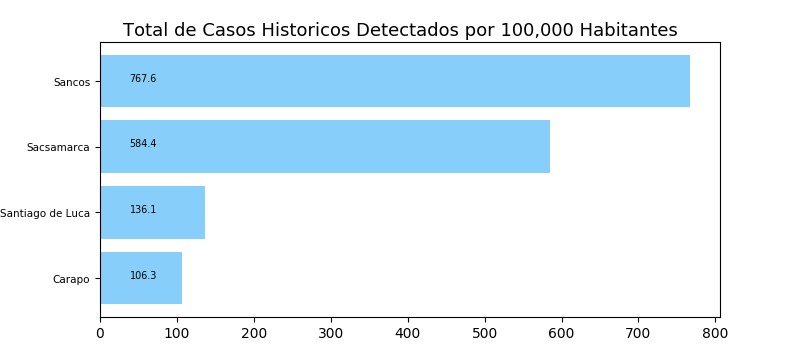 Total de Casos Historicos Detectados por 100,000 Habitantes
Sancos
767.6
Sacsamarca
584.4
Santiago de Luca
136.1
Carapo
106.3
0 100 200 300 400 500 600 700 800